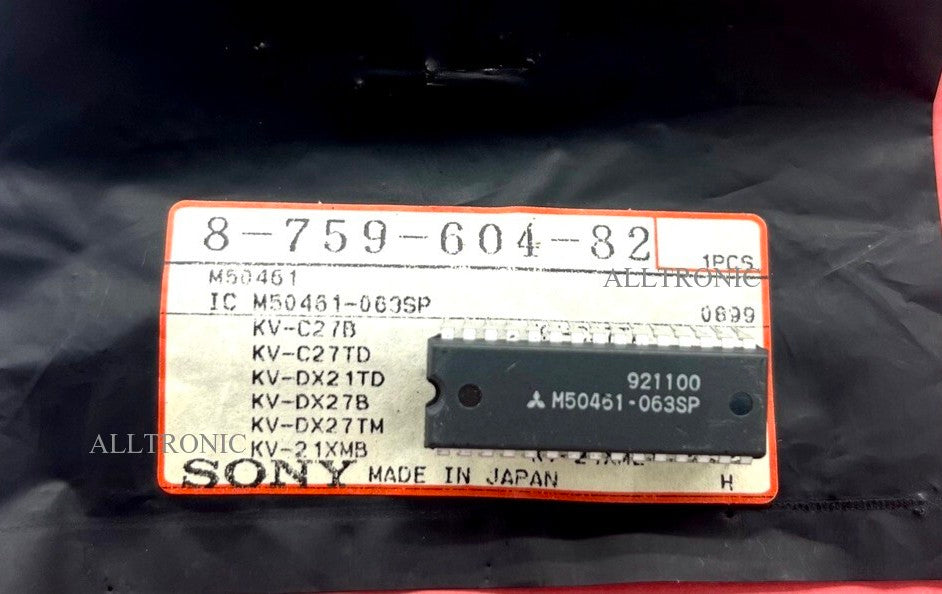 8-759-604-82
1PCS
ALLTRONIC
M50461
IC M50461-063SP
0699
KV-C27B
KV-C27TD
KV-DX21TD
KV-DX27B
KV-DX27TM
KV-21XMB
921100
M50461-063SP
ALLTRONIC
SONY MADE IN JAPAN H